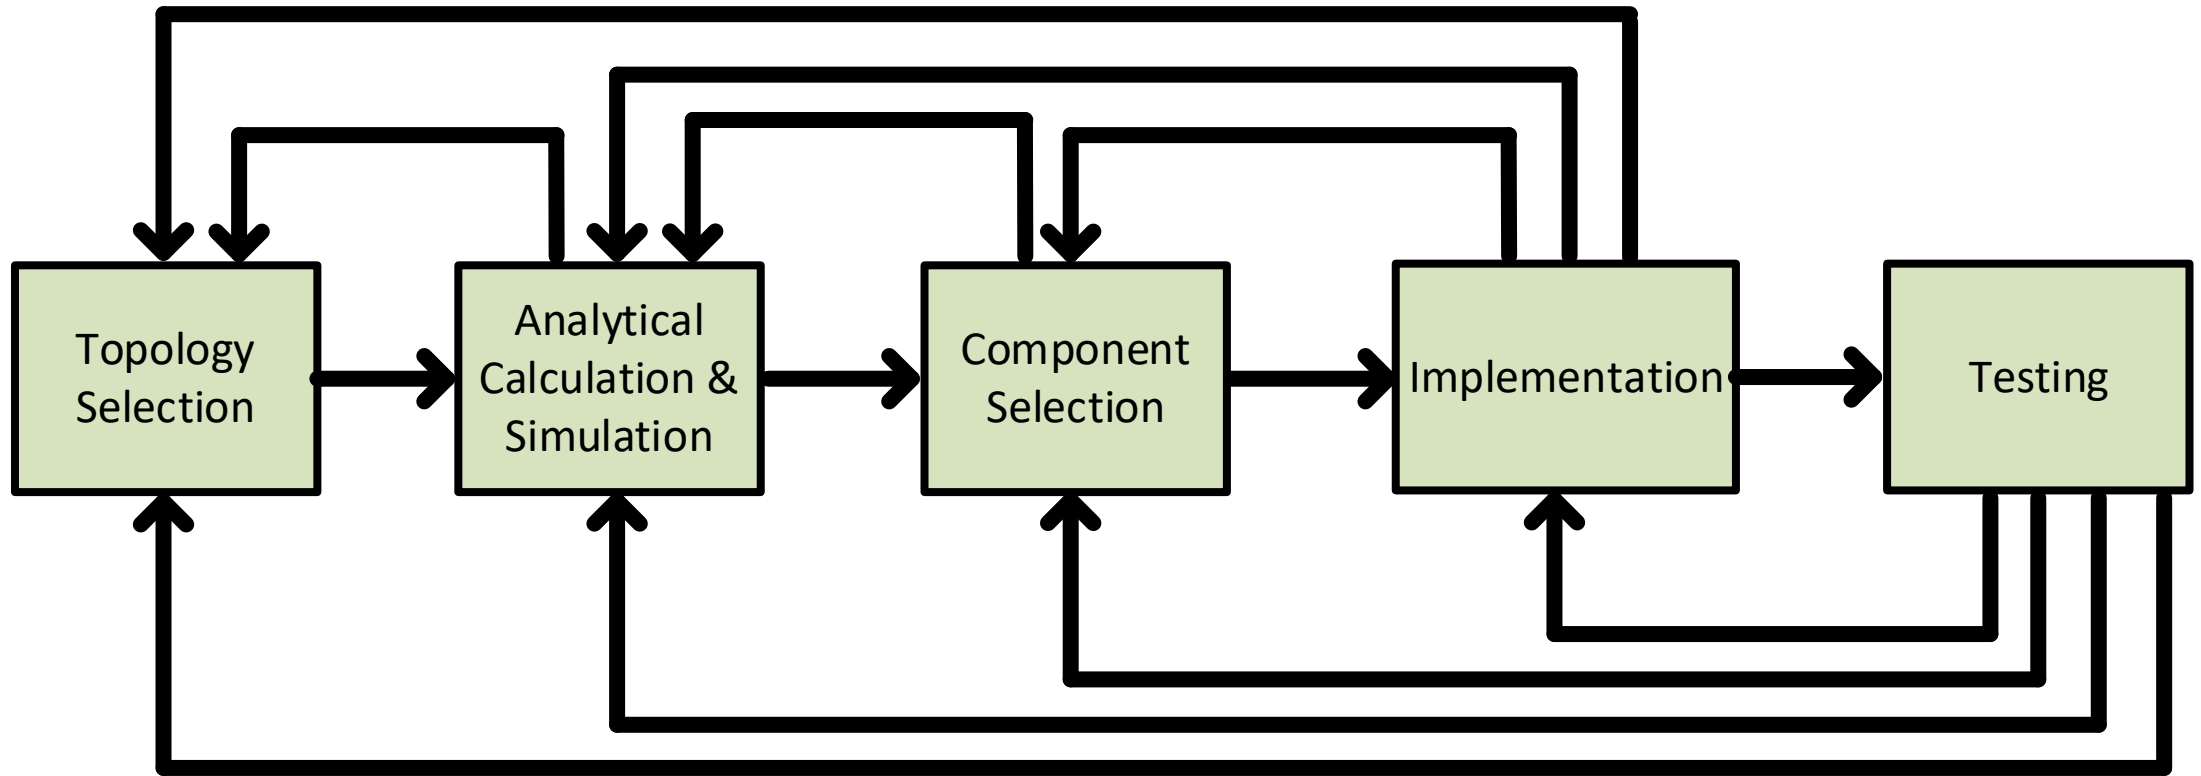 Topology
Selection
Analytical
Calculation &
Simulation
Component
Selection
Implementation
Testing